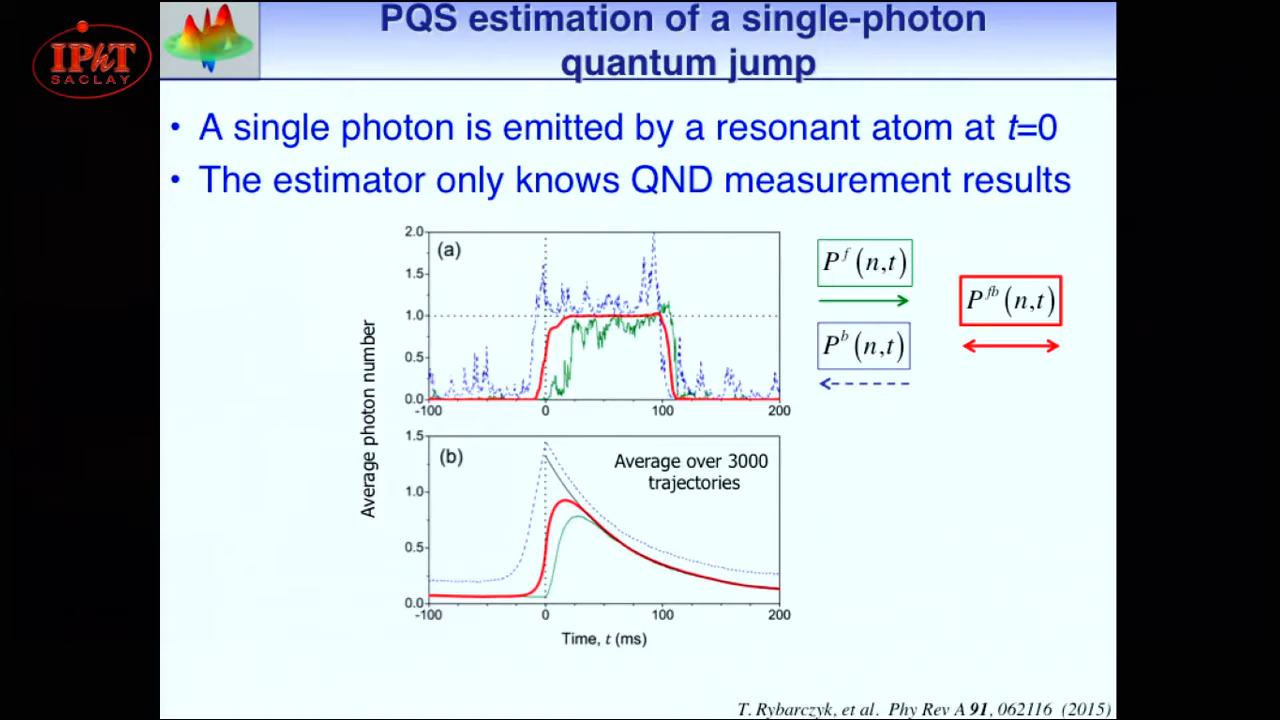 IPhT
SACLAY
PQS estimation of a single-photon
quantum jump
• A single photon is emitted by a resonant atom at t=0
• The estimator only knows QND measurement results
Average photon number
(a)
2.0
1.5
1.0
0.5
0.0
-100 0 100 200
P^f (n,t)
P^b (n,t)
P^fb (n,t)
(b)
Average over 3000
trajectories
1.5
1.0
0.5
0.0
-100 0 100 200
Time, t (ms)
T. Rybarczyk, et al. Phy Rev A 91, 062116 (2015)